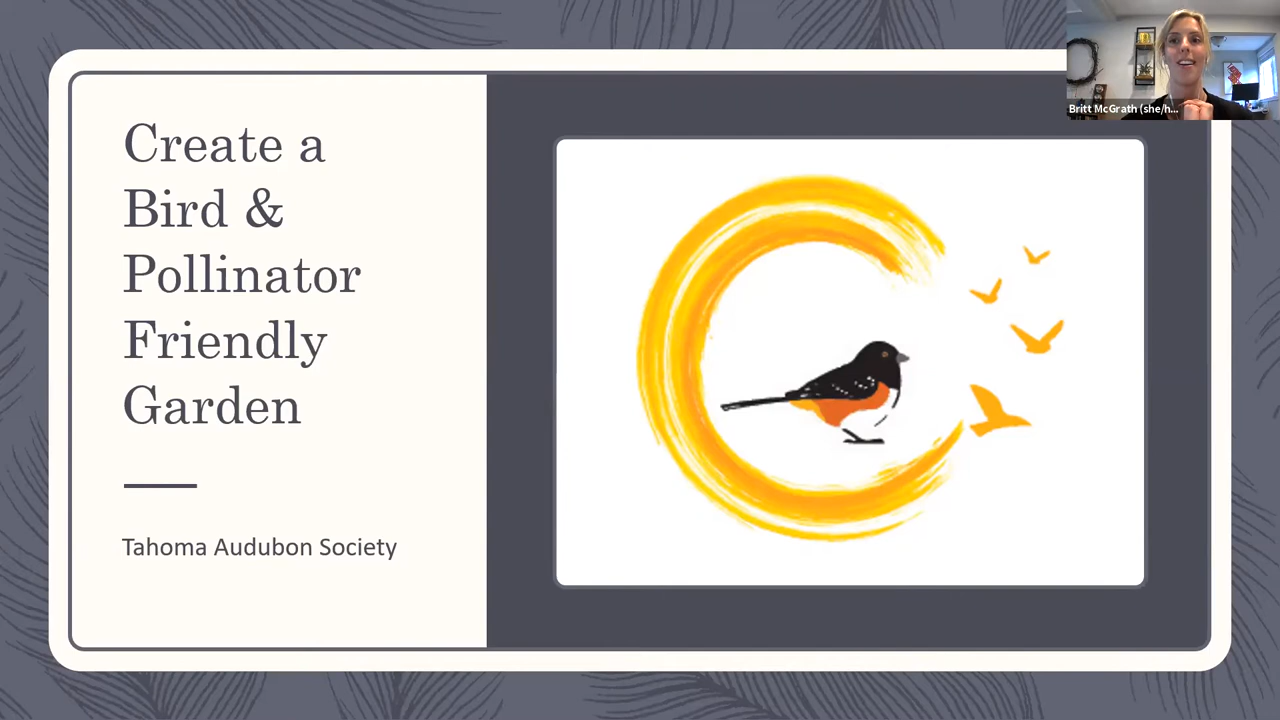 Create a
Bird &
Pollinator
Friendly
Garden
Tahoma Audubon Society
Britt McGrath (she/h...